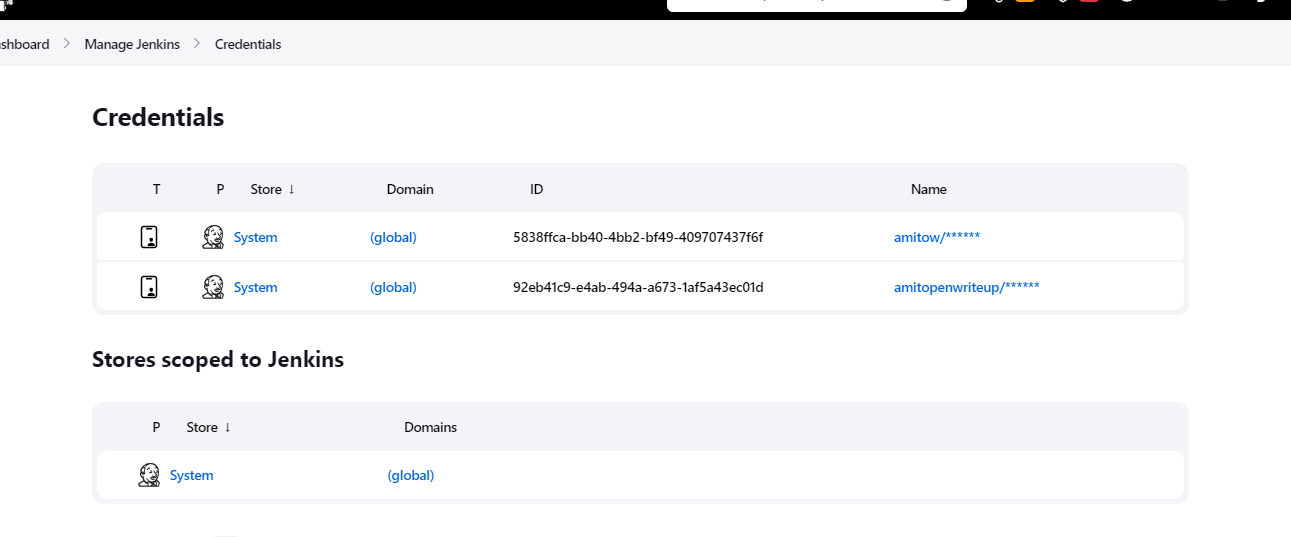 shboard > Manage Jenkins > Credentials
Credentials
T P Store ↓ Domain ID Name
System (global) 5838ffca-bb40-4bb2-bf49-409707437f6f amitow/******
System (global) 92eb41c9-e4ab-494a-a673-1af5a43ec01d amitopenwriteup/******
Stores scoped to Jenkins
P Store ↓ Domains
System (global)